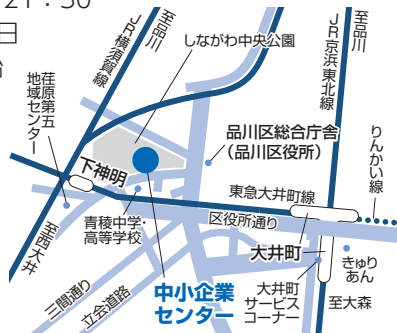 21:30
日
至品川
JR横須賀線
しながわ中央公園
JR京浜東北線
至品川
荏原第五
地域センター
品川区総合庁舎
(品川区役所)
りんかい線
下神明
東急大井町線
青稜中学・
高等学校
区役所通り
至西大井
大井町
きゅり
あん
三間通り
立会道路
中小企業
センター
大井町
サービス
コーナー
至大森